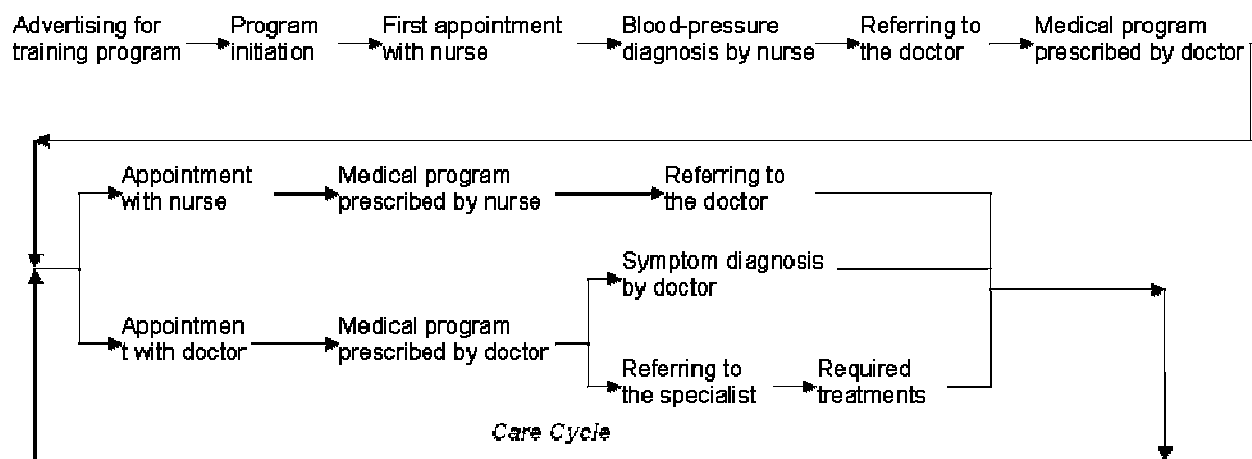 Advertising for
training program
Program
initiation
First appointment
with nurse
Blood-pressure
diagnosis by nurse
Referring to
the doctor
Medical program
prescribed by doctor
Appointment
with nurse
Medical program
prescribed by nurse
Referring to
the doctor
Symptom diagnosis
by doctor
Appointmen
t with doctor
Medical program
prescribed by doctor
Referring to
the specialist
Required
treatments
Care Cycle